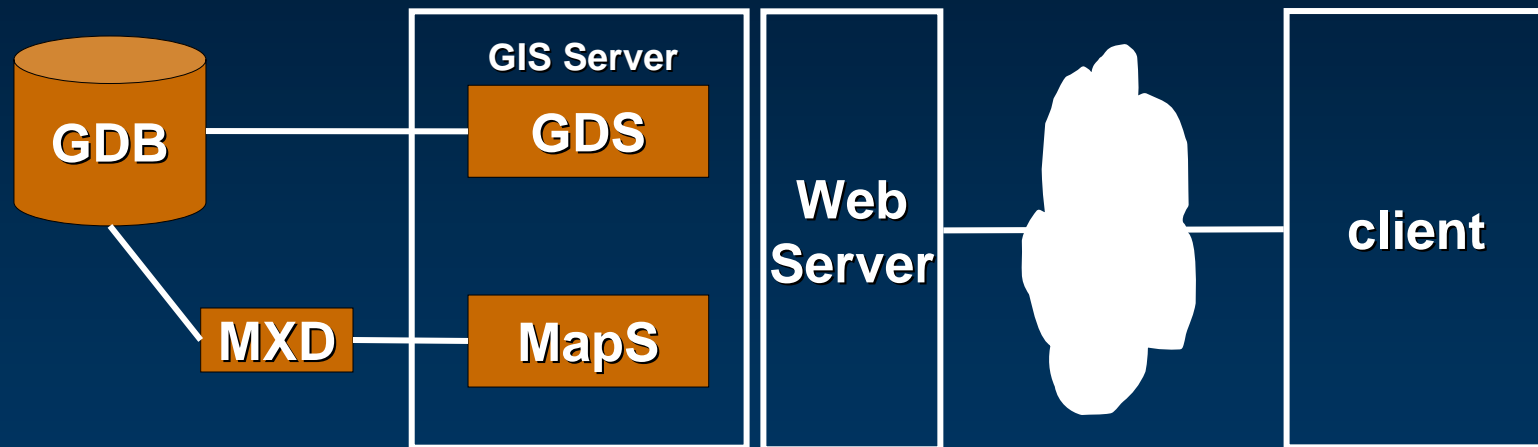 GIS Server
GDB
GDS
Web
Server
client
MXD
MapS